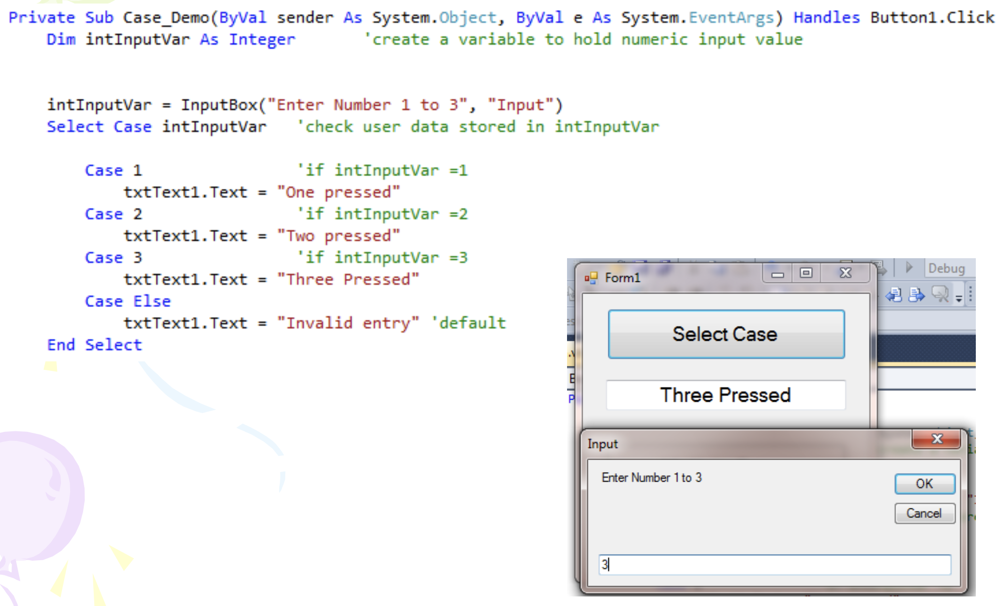 Private Sub Case_Demo(ByVal sender As System.Object, ByVal e As System.EventArgs) Handles Button1.Click
Dim intInputVar As Integer 'create a variable to hold numeric input value
intInputVar = InputBox("Enter Number 1 to 3", "Input")
Select Case intInputVar 'check user data stored in intInputVar
Case 1 'if intInputVar =1
txtText1.Text = "One pressed"
Case 2 'if intInputVar =2
txtText1.Text = "Two pressed"
Case 3 'if intInputVar =3
txtText1.Text = "Three Pressed"
Case Else
txtText1.Text = "Invalid entry" 'default
End Select
Debug
Form1
Select Case
Three Pressed
Input
Enter Number 1 to 3
OK
Cancel
3